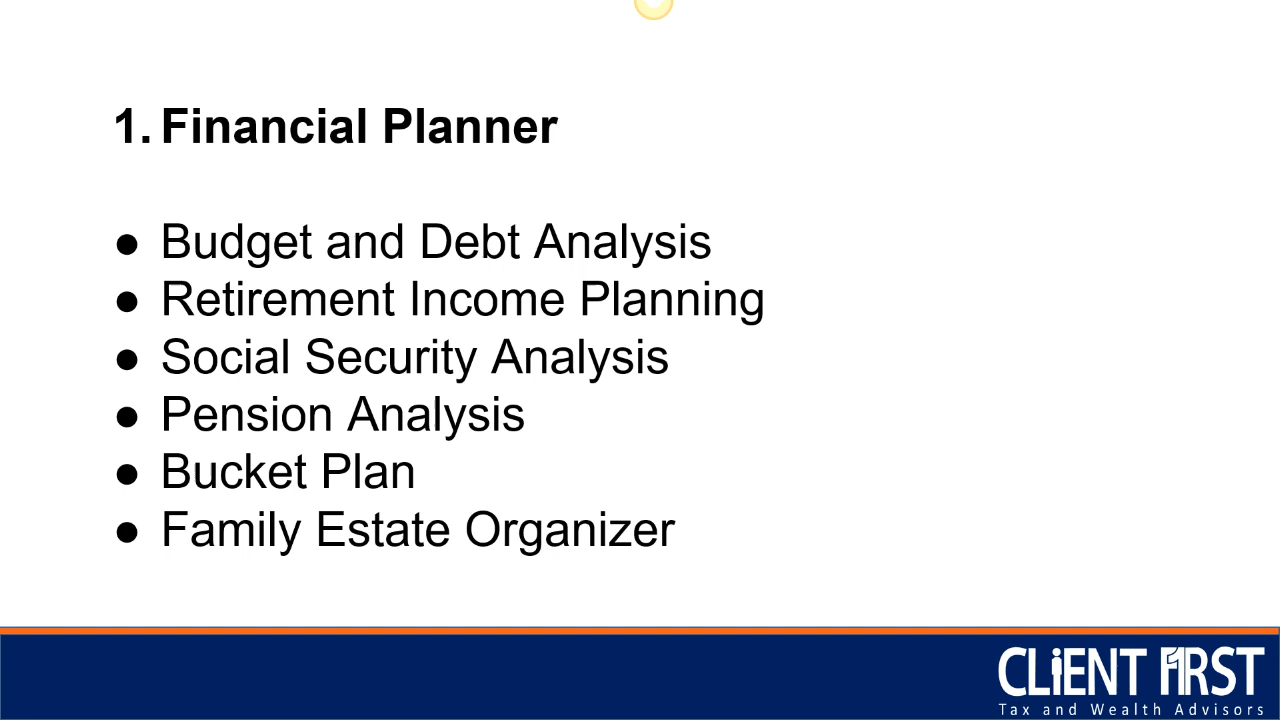 1. Financial Planner
● Budget and Debt Analysis
● Retirement Income Planning
● Social Security Analysis
● Pension Analysis
● Bucket Plan
● Family Estate Organizer
CLiENT FIRST
Tax and Wealth Advisors